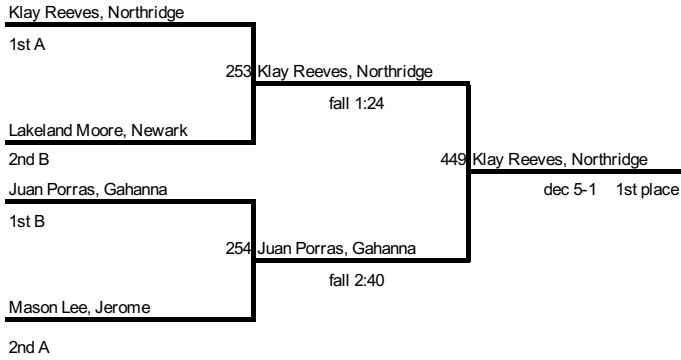 Klay Reeves, Northridge
1st A
253 Klay Reeves, Northridge
fall 1:24
Lakeland Moore, Newark
2nd B
449 Klay Reeves, Northridge
dec 5-1 1st place
Juan Porras, Gahanna
1st B
254 Juan Porras, Gahanna
fall 2:40
Mason Lee, Jerome
2nd A